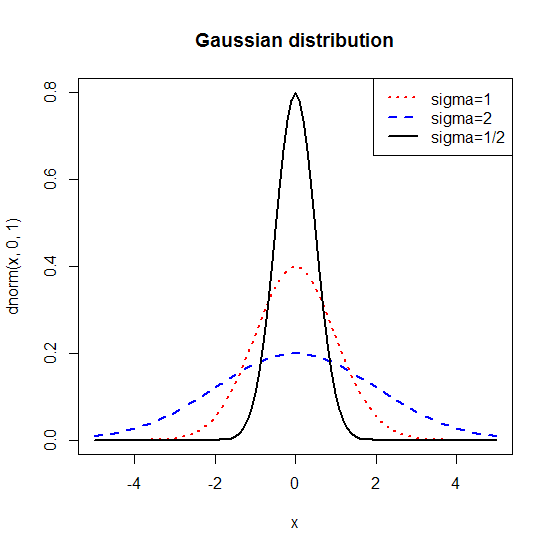 Gaussian distribution
sigma=1
sigma=2
sigma=1/2
dnorm(x, 0, 1)
0.8
0.6
0.4
0.2
0.0
-4 -2 0 2 4
x